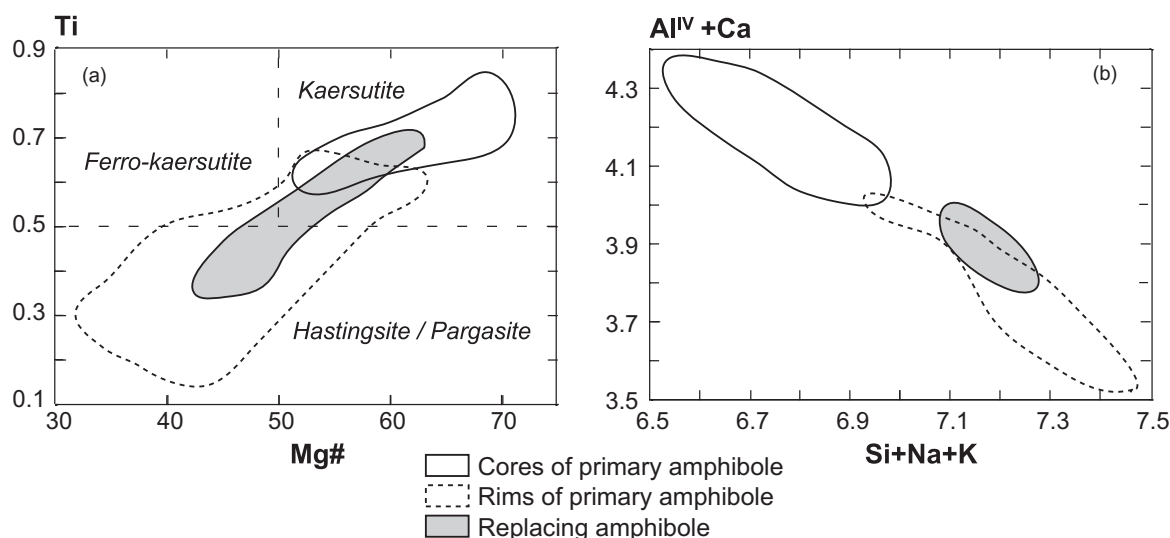 Ti
0.9
0.7
0.5
0.3
0.1
(a)
Kaersutite
Ferro-kaersutite
Hastingsite / Pargasite
30 40 50 60 70
Mg#
Alᴵⱽ +Ca
4.3
4.1
3.9
3.7
3.5
(b)
6.5 6.7 6.9 7.1 7.3 7.5
Si+Na+K
Cores of primary amphibole
Rims of primary amphibole
Replacing amphibole